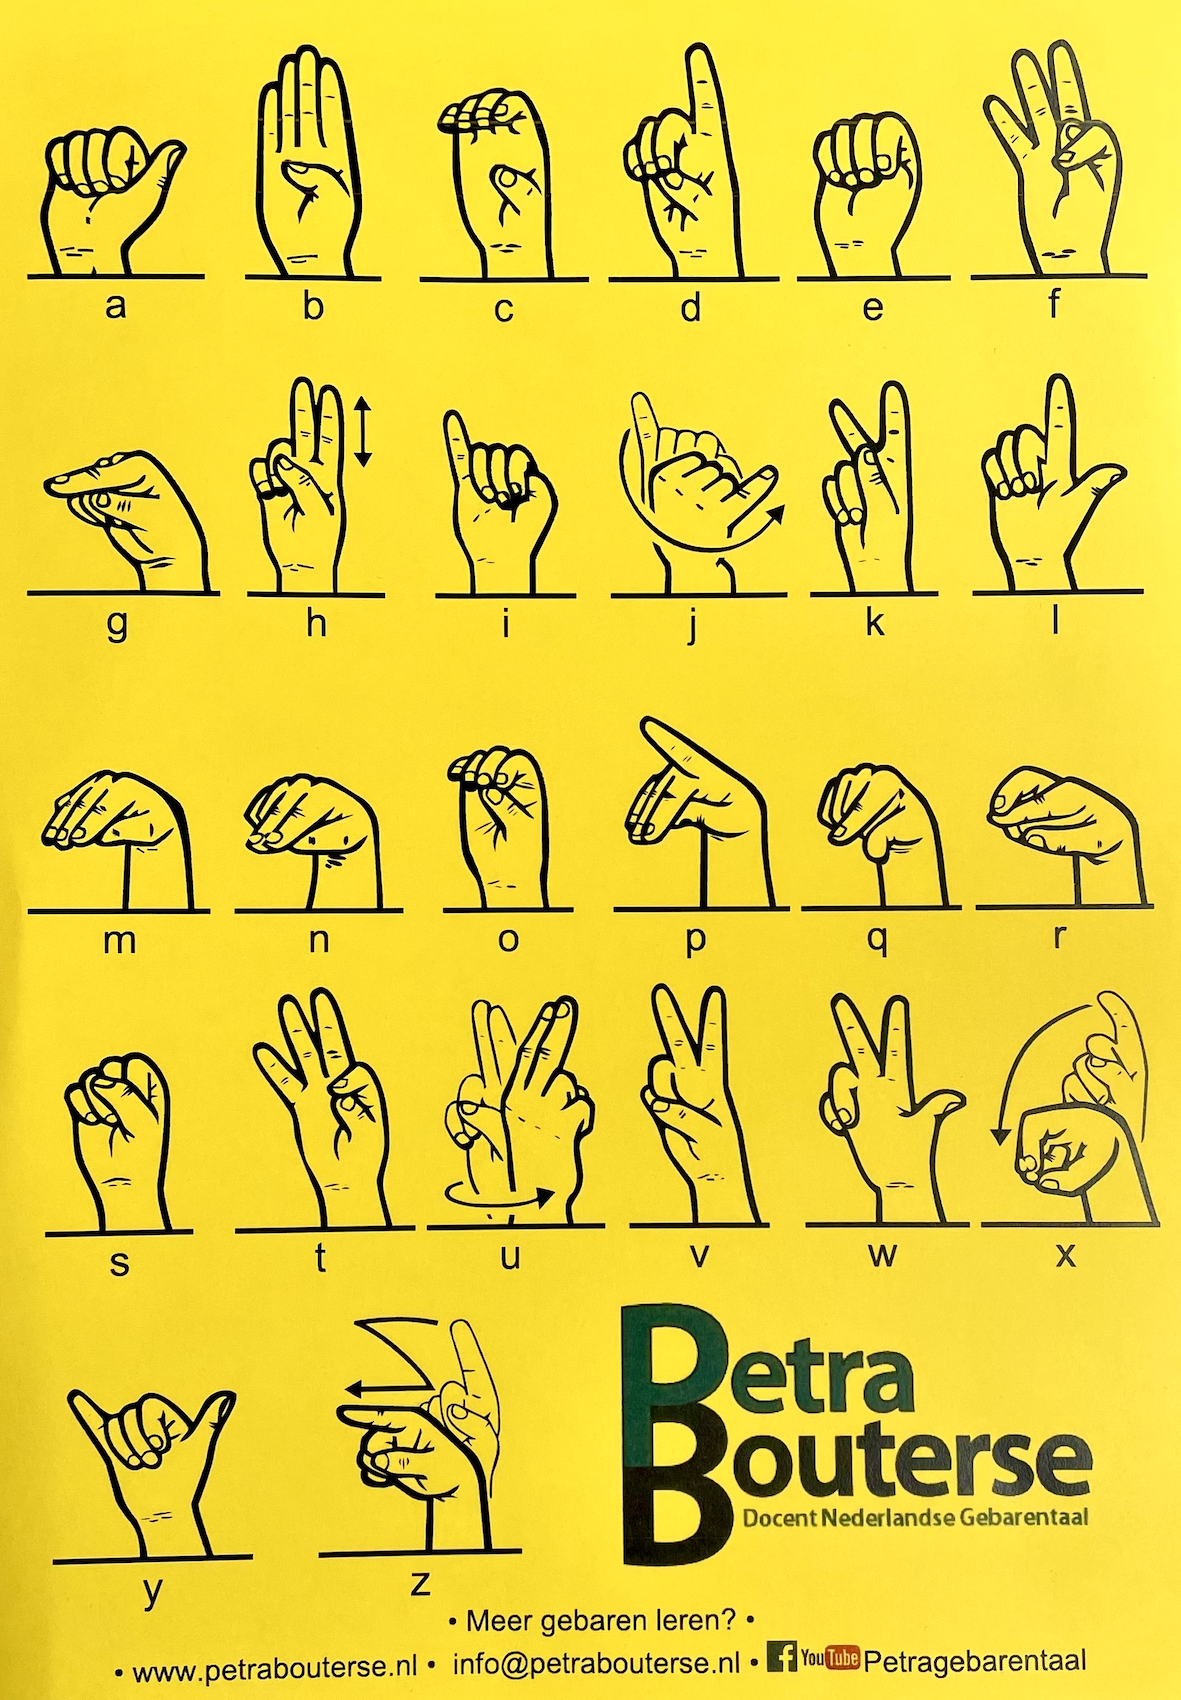 a b c d e f
g h i j k l
m n o p q r
s t u v w x
y z
Petra
Bouterse
Docent Nederlandse Gebarentaal
• Meer gebaren leren? •
• www.petrabouterse.nl • info@petrabouterse.nl • f YouTube Petragebarentaal